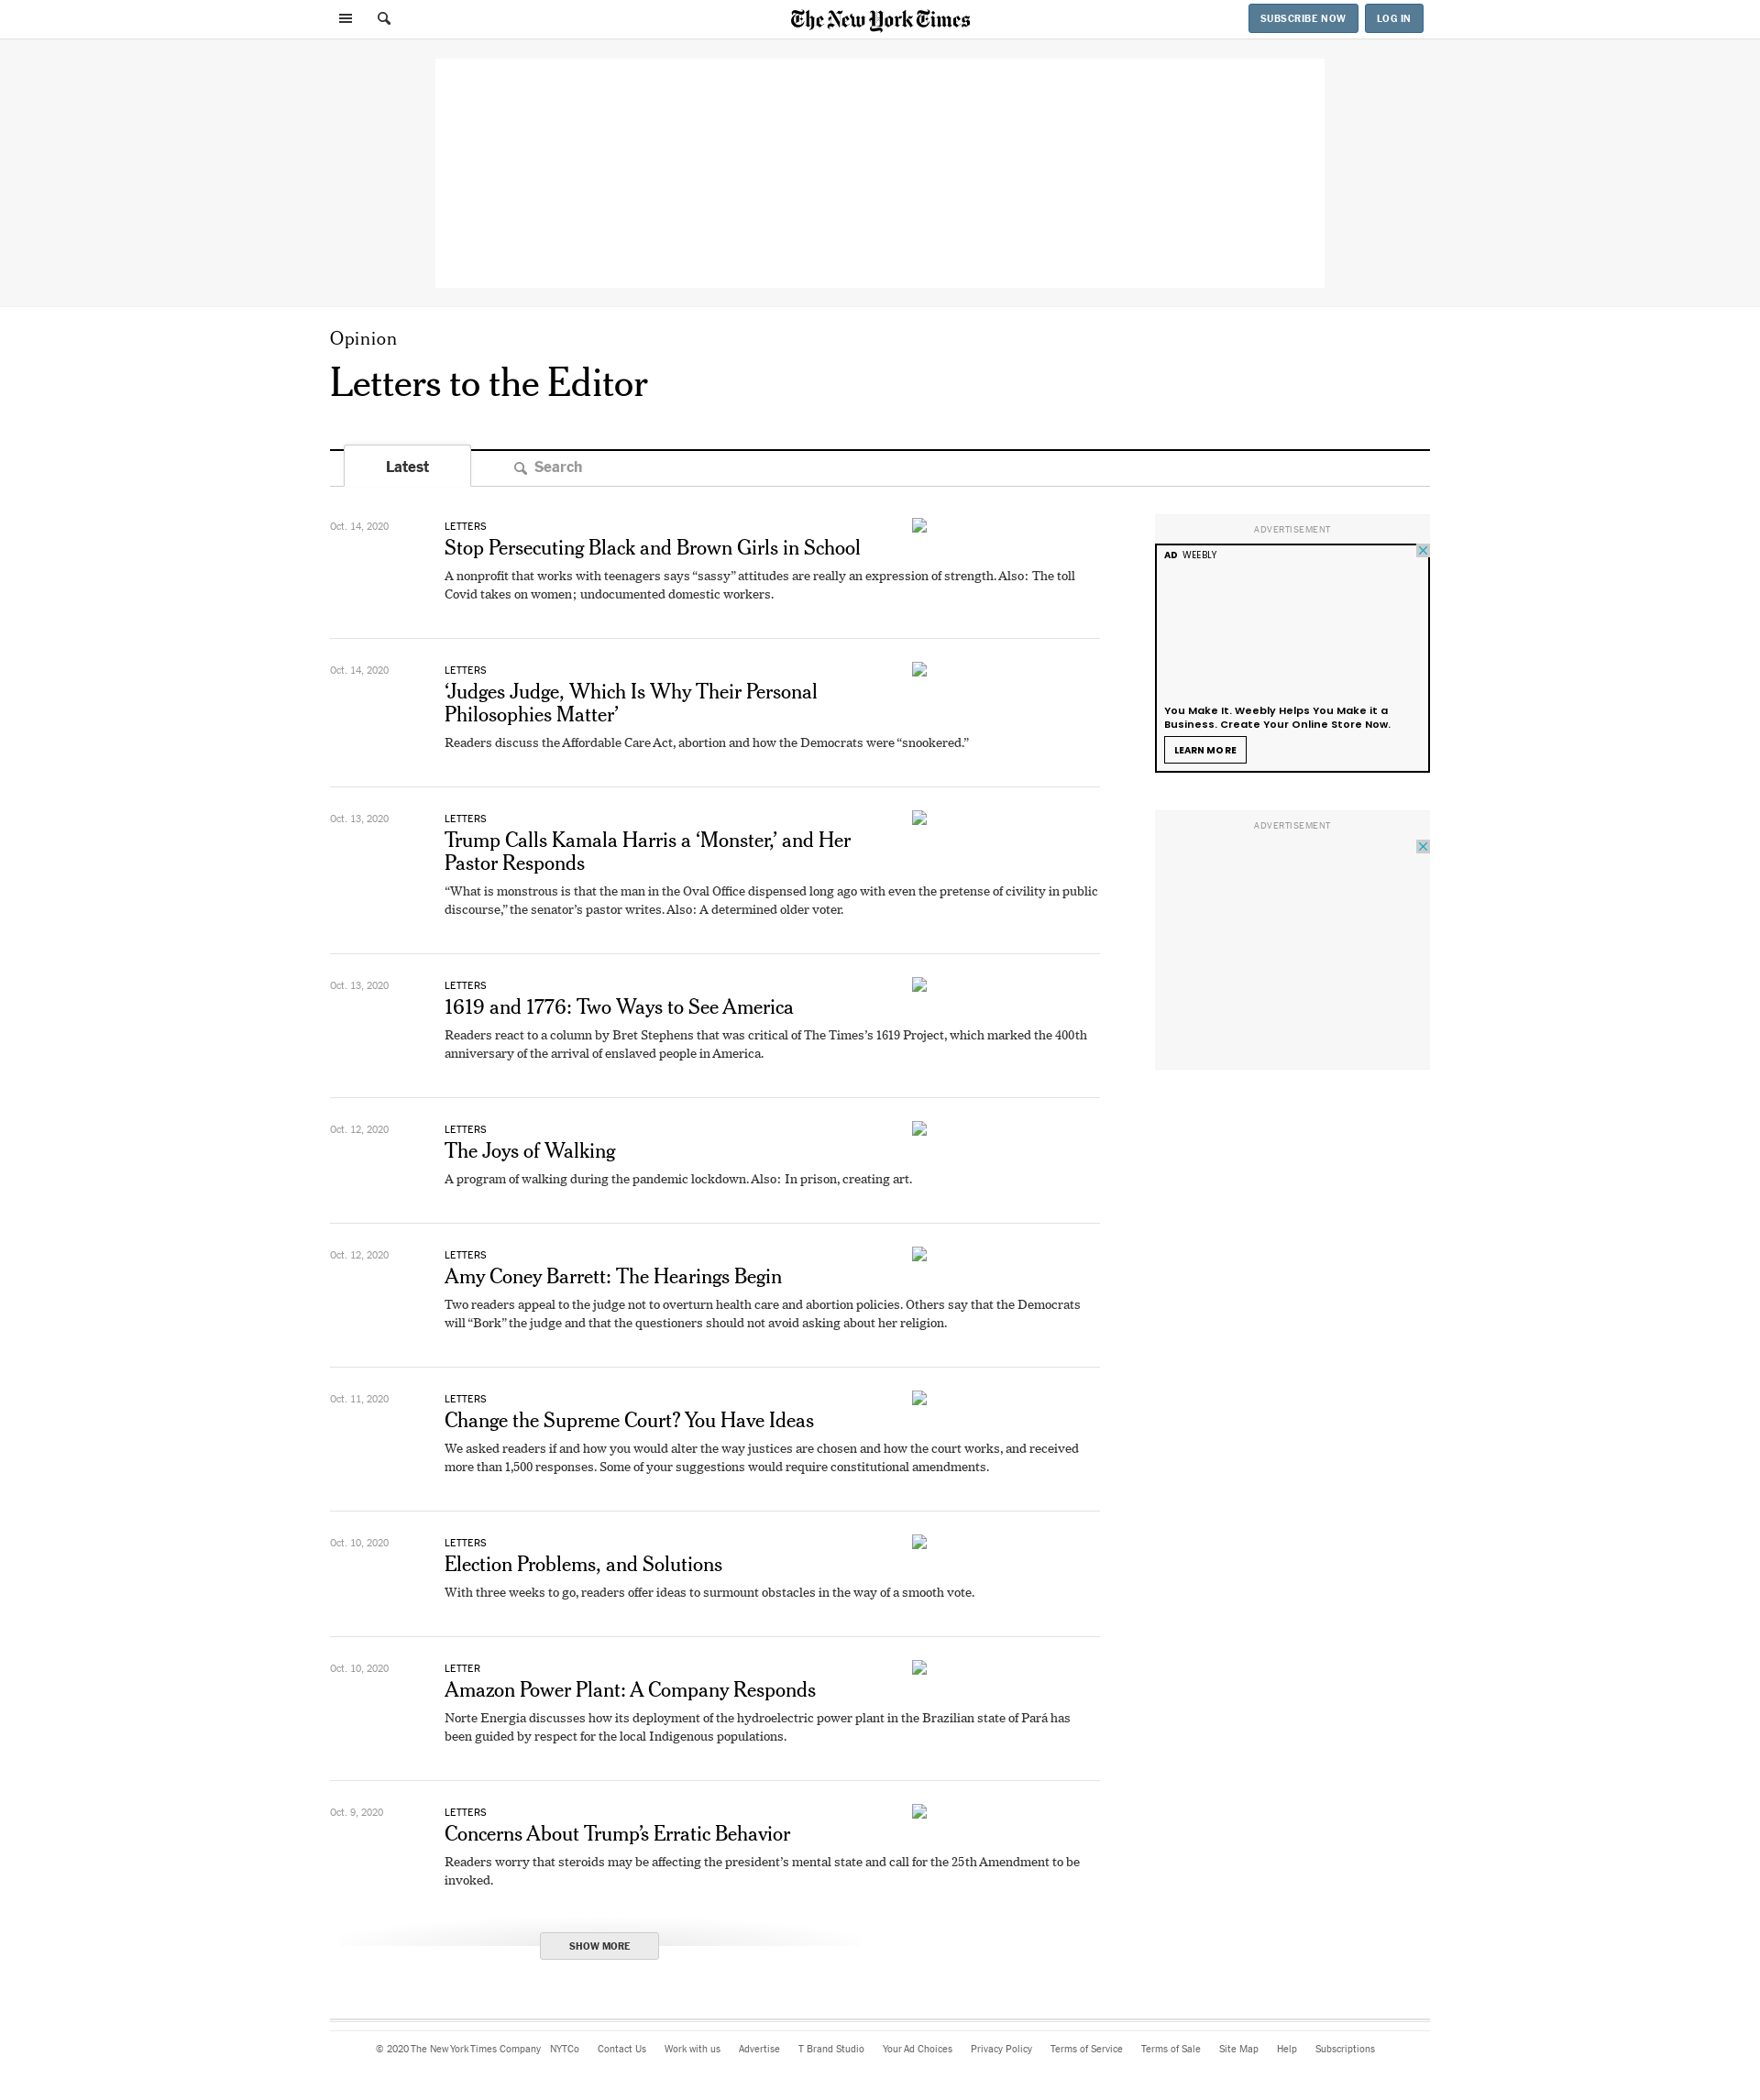 The New York Times
SUBSCRIBE NOW
LOG IN
Opinion
Letters to the Editor
Latest
Search
Oct. 14, 2020
LETTERS
Stop Persecuting Black and Brown Girls in School
A nonprofit that works with teenagers says “sassy” attitudes are really an expression of strength. Also: The toll
Covid takes on women; undocumented domestic workers.
Oct. 14, 2020
LETTERS
‘Judges Judge, Which Is Why Their Personal
Philosophies Matter’
Readers discuss the Affordable Care Act, abortion and how the Democrats were “snookered.”
Oct. 13, 2020
LETTERS
Trump Calls Kamala Harris a ‘Monster,’ and Her
Pastor Responds
“What is monstrous is that the man in the Oval Office dispensed long ago with even the pretense of civility in public
discourse,” the senator’s pastor writes. Also: A determined older voter.
Oct. 13, 2020
LETTERS
1619 and 1776: Two Ways to See America
Readers react to a column by Bret Stephens that was critical of The Times’s 1619 Project, which marked the 400th
anniversary of the arrival of enslaved people in America.
Oct. 12, 2020
LETTERS
The Joys of Walking
A program of walking during the pandemic lockdown. Also: In prison, creating art.
Oct. 12, 2020
LETTERS
Amy Coney Barrett: The Hearings Begin
Two readers appeal to the judge not to overturn health care and abortion policies. Others say that the Democrats
will “Bork” the judge and that the questioners should not avoid asking about her religion.
Oct. 11, 2020
LETTERS
Change the Supreme Court? You Have Ideas
We asked readers if and how you would alter the way justices are chosen and how the court works, and received
more than 1,500 responses. Some of your suggestions would require constitutional amendments.
Oct. 10, 2020
LETTERS
Election Problems, and Solutions
With three weeks to go, readers offer ideas to surmount obstacles in the way of a smooth vote.
Oct. 10, 2020
LETTER
Amazon Power Plant: A Company Responds
Norte Energia discusses how its deployment of the hydroelectric power plant in the Brazilian state of Pará has
been guided by respect for the local Indigenous populations.
Oct. 9, 2020
LETTERS
Concerns About Trump’s Erratic Behavior
Readers worry that steroids may be affecting the president’s mental state and call for the 25th Amendment to be
invoked.
SHOW MORE
ADVERTISEMENT
AD WEEBLY
You Make It. Weebly Helps You Make it a
Business. Create Your Online Store Now.
LEARN MORE
ADVERTISEMENT
© 2020 The New York Times Company NYTCo Contact Us Work with us Advertise T Brand Studio Your Ad Choices Privacy Policy Terms of Service Terms of Sale Site Map Help Subscriptions